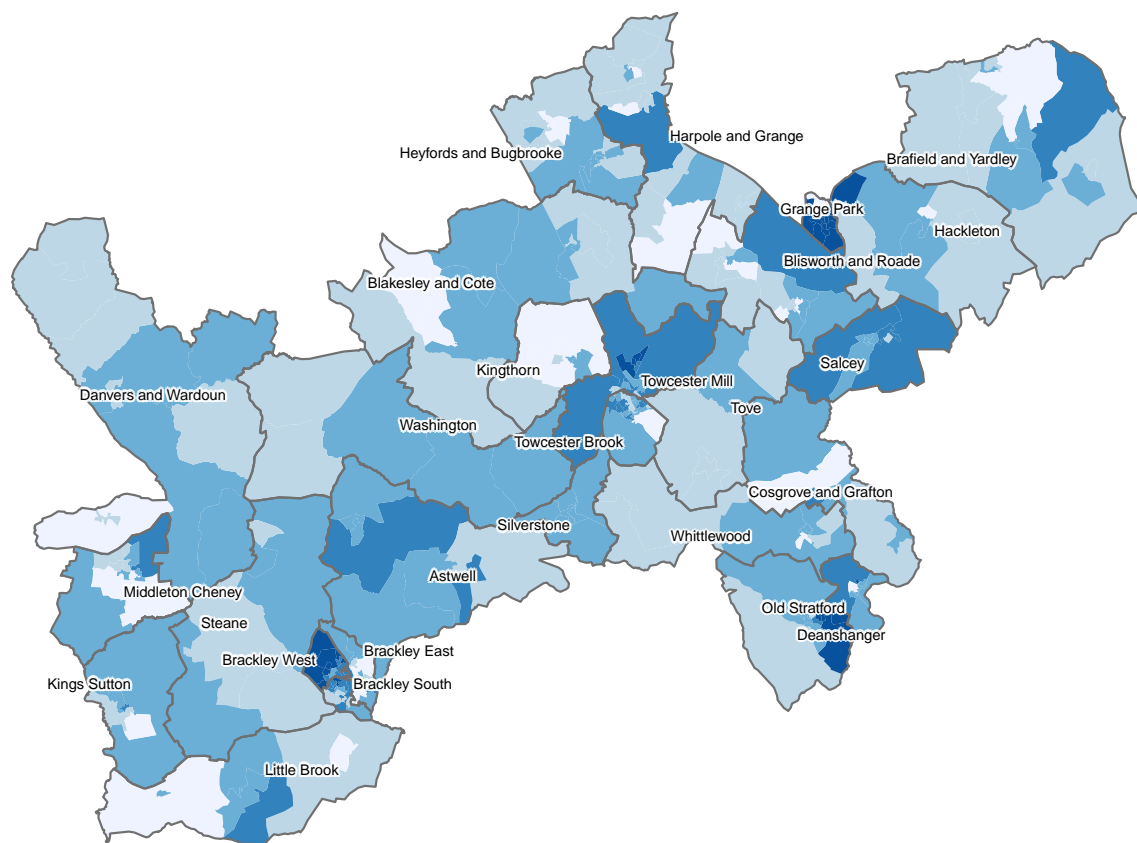 Harpole and Grange
Heyfords and Bugbrooke
Brafield and Yardley
Grange Park
Hackleton
Blisworth and Roade
Blakesley and Cote
Salcey
Kingthorn
Towcester Mill
Danvers and Wardoun
Tove
Washington
Towcester Brook
Cosgrove and Grafton
Silverstone
Whittlewood
Astwell
Middleton Cheney
Old Stratford
Steane
Deanshanger
Brackley East
Brackley West
Kings Sutton
Brackley South
Little Brook